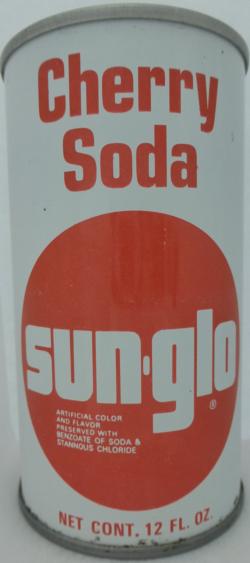 Cherry
Soda
sun·glo
®
ARTIFICIAL COLOR
AND FLAVOR
PRESERVED WITH
BENZOATE OF SODA &
STANNOUS CHLORIDE
NET CONT. 12 FL. OZ.